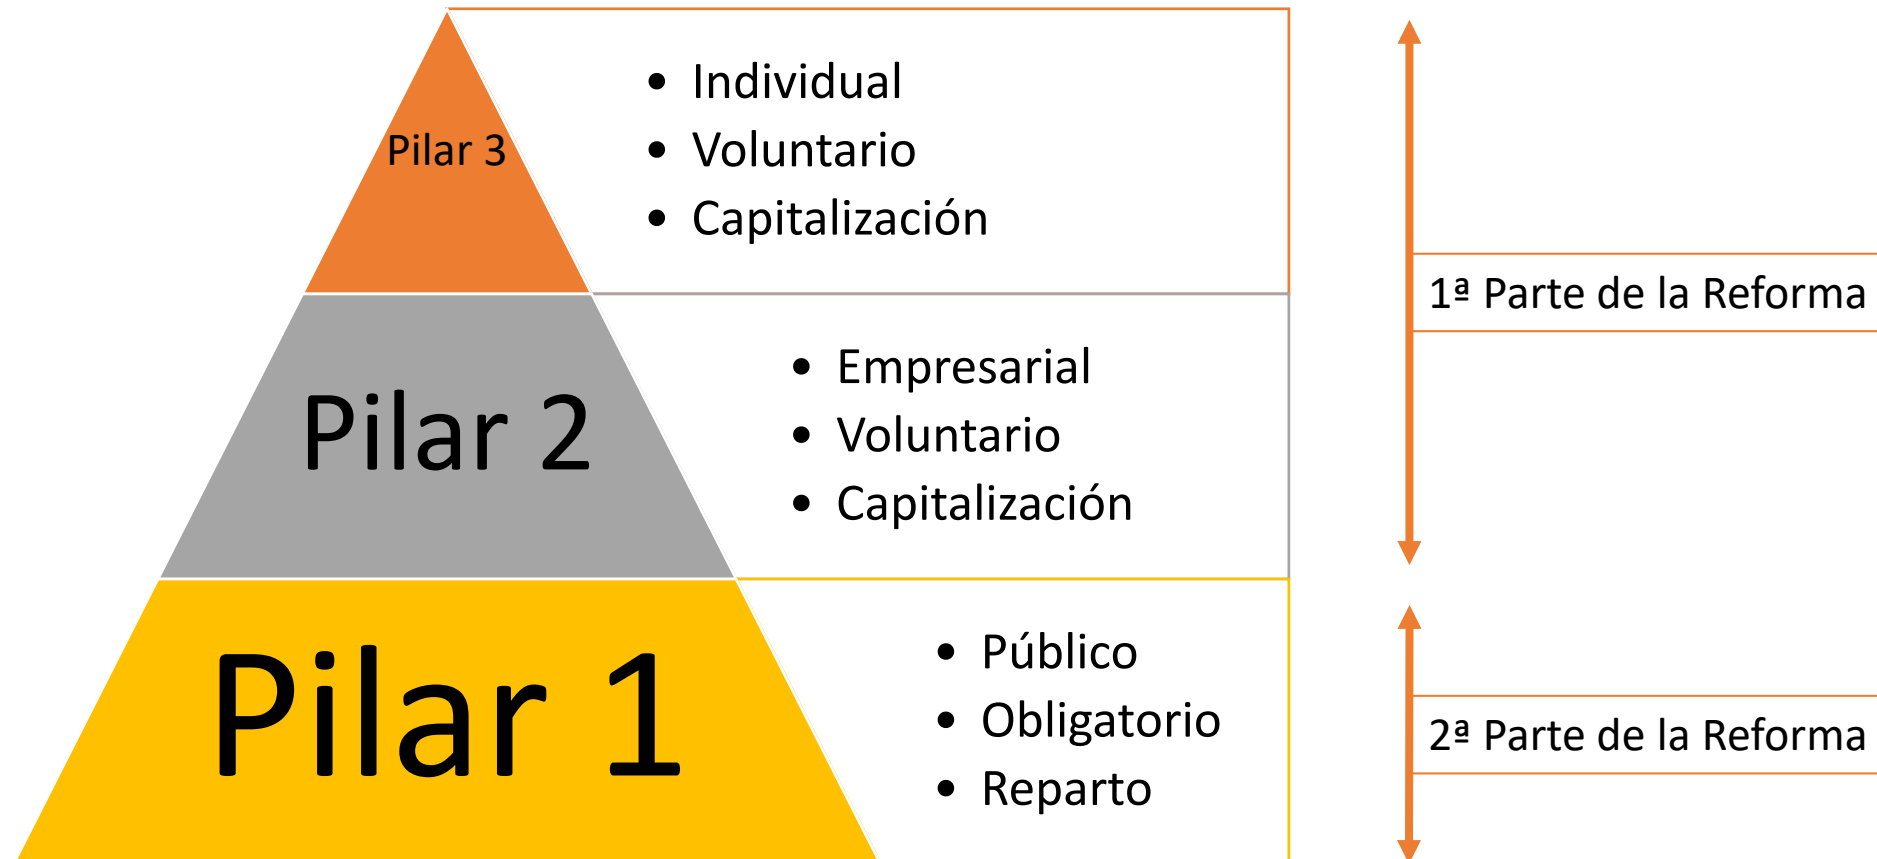 Pilar 3
• Individual
• Voluntario
• Capitalización
Pilar 2
• Empresarial
• Voluntario
• Capitalización
1ª Parte de la Reforma
Pilar 1
• Público
• Obligatorio
• Reparto
2ª Parte de la Reforma